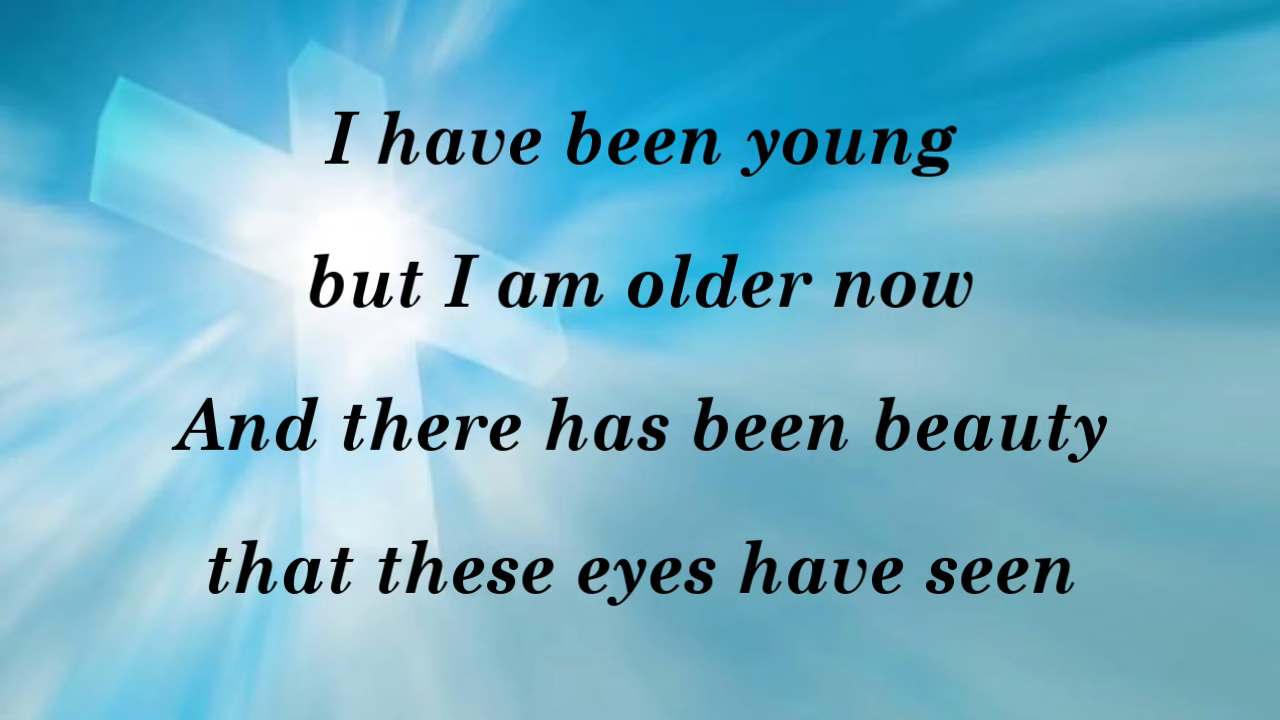 I have been young
but I am older now
And there has been beauty
that these eyes have seen